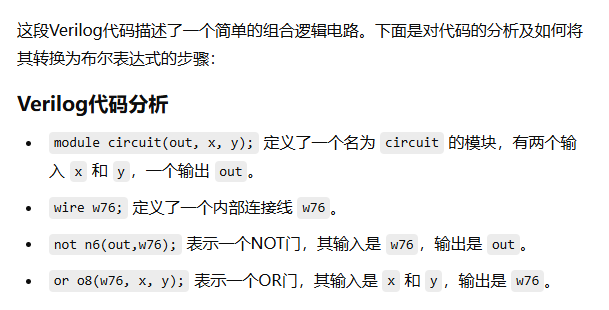 这段Verilog代码描述了一个简单的组合逻辑电路。下面是对代码的分析及如何将
其转换为布尔表达式的步骤：
Verilog代码分析
• module circuit(out, x, y); 定义了一个名为 circuit 的模块，有两个输
入 x 和 y，一个输出 out。
• wire w76; 定义了一个内部连接线 w76。
• not n6(out,w76); 表示一个NOT门，其输入是 w76，输出是 out。
• or o8(w76, x, y); 表示一个OR门，其输入是 x 和 y，输出是 w76。